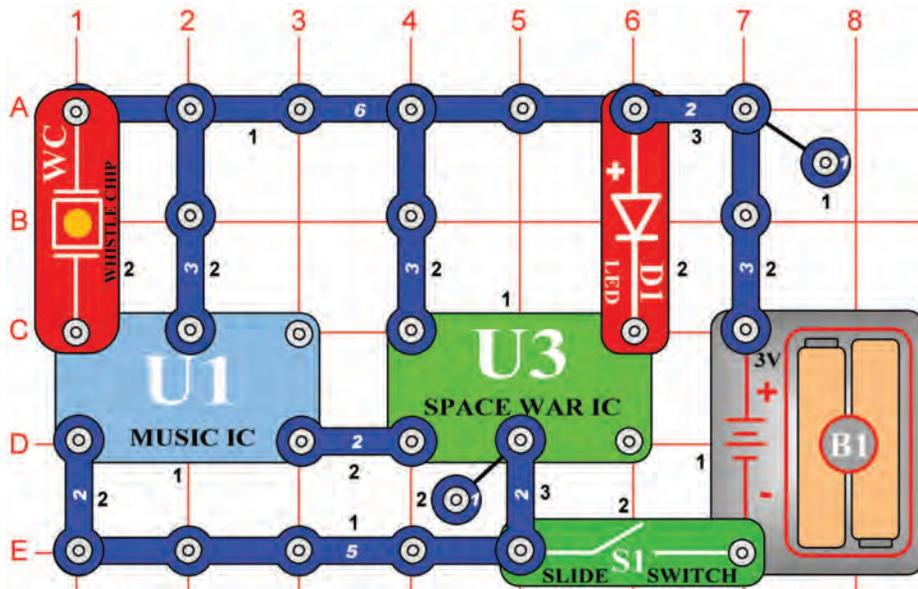 1 2 3 4 5 6 7 8
A 6 2
1 3
1
1
WC
WHISTLE CHIP
+
B
2 3 2 3 2 2 3 2
1
D1
LED
C
U1
MUSIC IC
U3
SPACE WAR IC
3V
+
-
B1
1
D 2
1 2
2 2 2 1 2 3
1 2
E 5
S1
SLIDE SWITCH